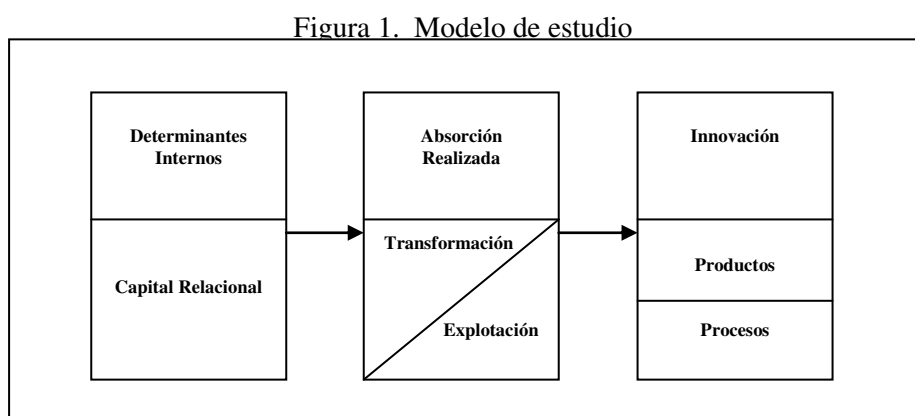 Figura 1. Modelo de estudio
Determinantes
Internos
Capital Relacional
Absorción
Realizada
Transformación
Explotación
Innovación
Productos
Procesos